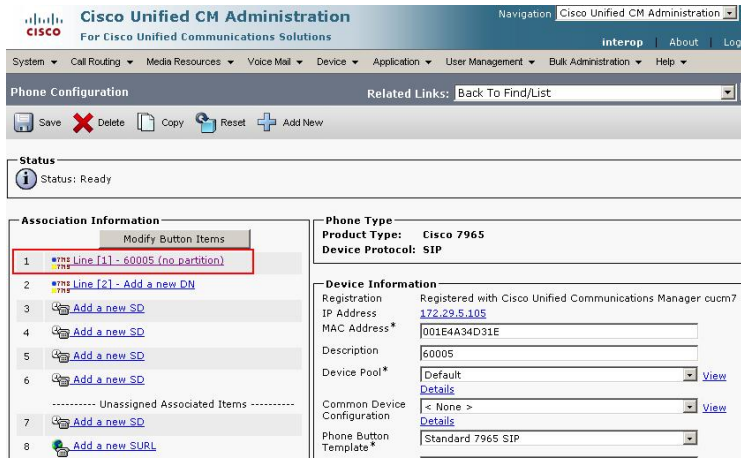 Cisco Unified CM Administration
Navigation Cisco Unified CM Administration
CISCO
For Cisco Unified Communications Solutions
interop About Log
System Call Routing Media Resources Voice Mail Device Application User Management Bulk Administration Help
Phone Configuration Related Links: Back To Find/List
Save Delete Copy Reset Add New
Status
Status: Ready
Association Information
Modify Button Items
1 Line [1] - 60005 (no partition)
2 Line [2] - Add a new DN
3 Add a new SD
4 Add a new SD
5 Add a new SD
6 Add a new SD
---------- Unassigned Associated Items ----------
7 Add a new SD
8 Add a new SURL
Phone Type
Product Type: Cisco 7965
Device Protocol: SIP
Device Information
Registration Registered with Cisco Unified Communications Manager cucm7
IP Address 172.29.5.105
MAC Address* 001E4A34D31E
Description 60005
Device Pool* Default View
Details
Common Device Configuration < None > View
Details
Phone Button Template* Standard 7965 SIP